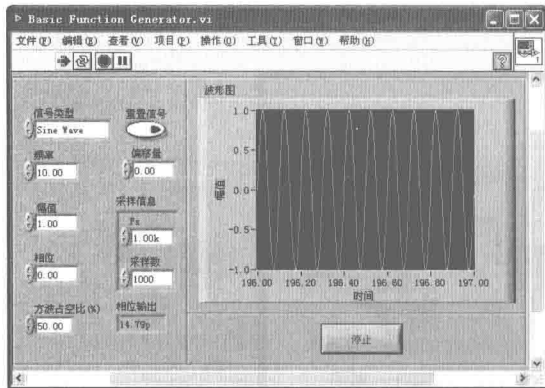 Basic Function Generator.vi
文件(F) 编辑(E) 查看(V) 项目(P) 操作(O) 工具(T) 窗口(W) 帮助(H)
信号类型
Sine Wave
重置信号
频率
10.00
偏移量
0.00
幅值
1.00
采样信息
Fs
1.00k
相位
0.00
采样数
1000
方波占空比(%)
50.00
相位输出
14.79p
波形图
幅值
1.0
0.5
0.0
-0.5
-1.0
196.00 196.20 196.40 196.60 196.80 197.00
时间
停止